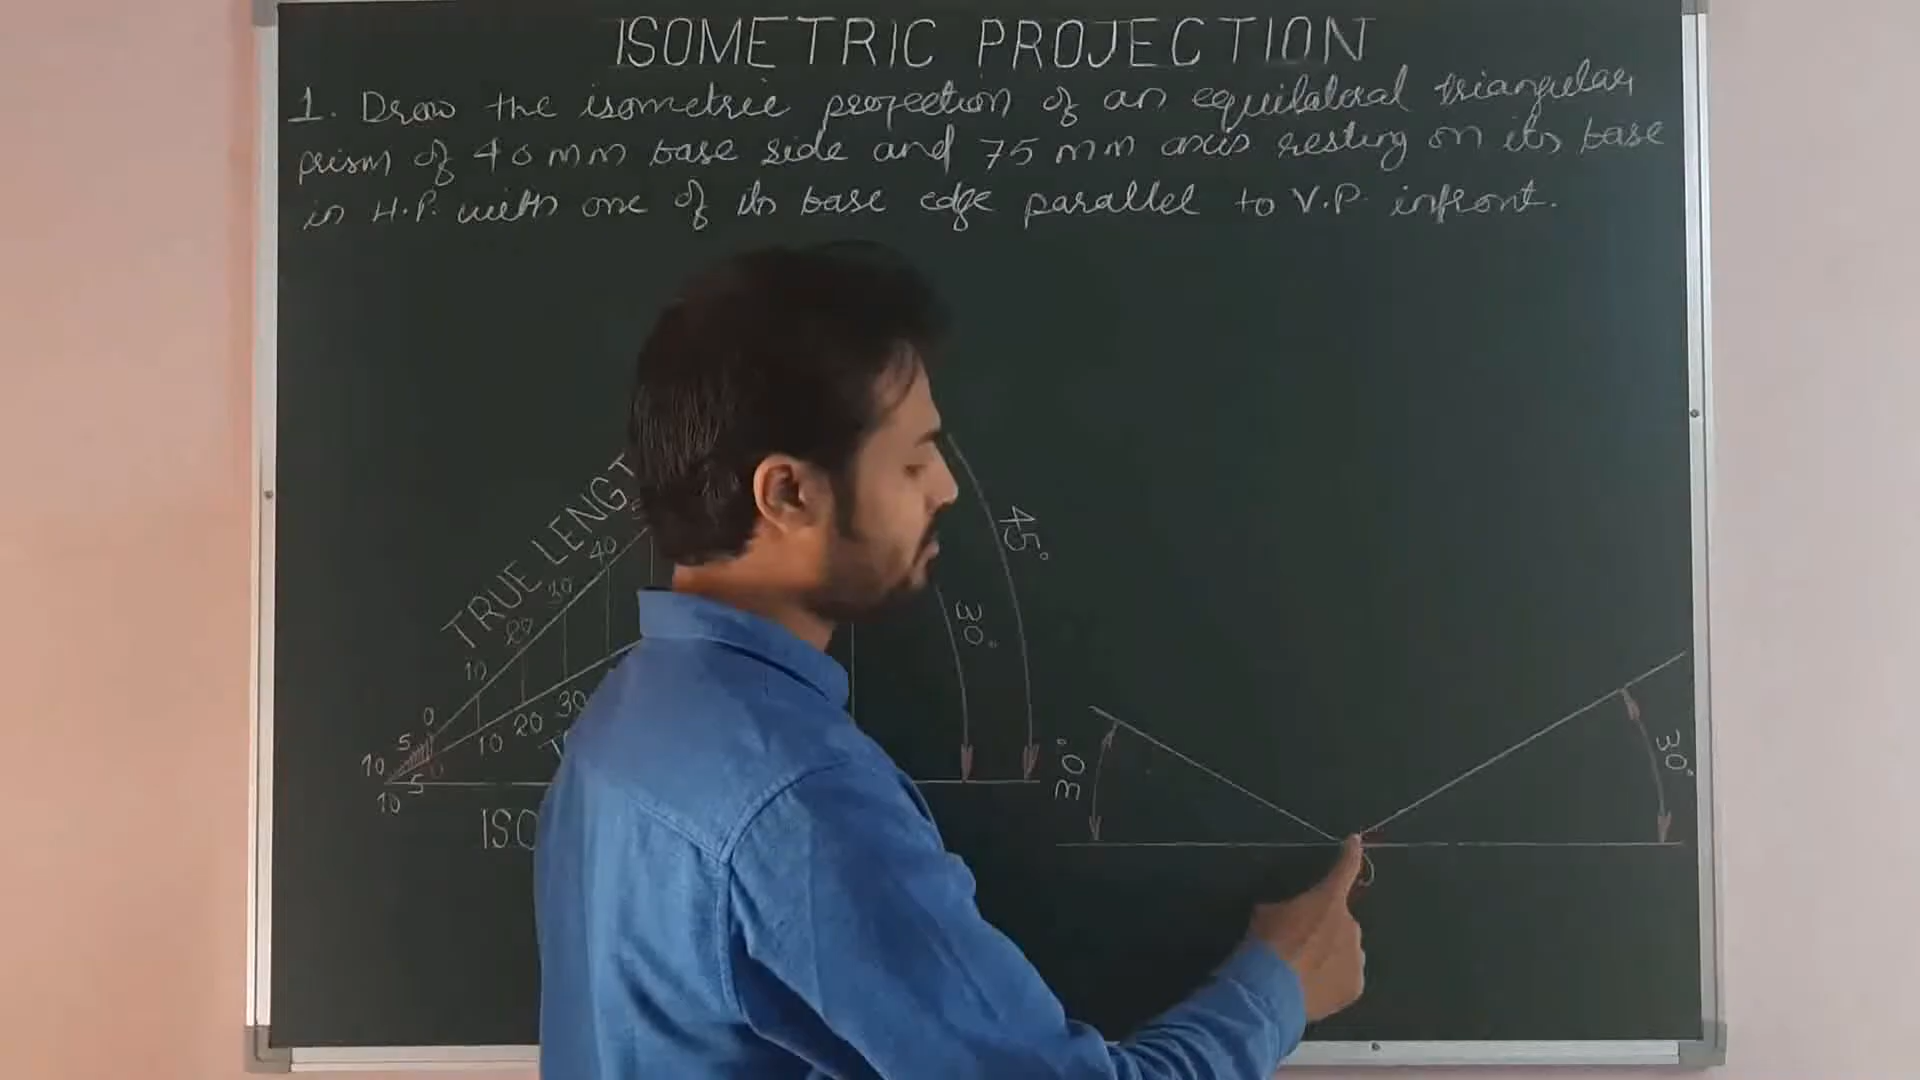 ISOMETRIC PROJECTION
1. Draw the isometric projection of an equilateral triangular
prism of 40 mm base side and 75 mm axis resting on its base
in H.P. with one of its base edge parallel to V.P. infront.
TRUE LENGT
45°
40
30
30°
20
10
0
30
20
10
5
10
5
10
ISO
30°
30°